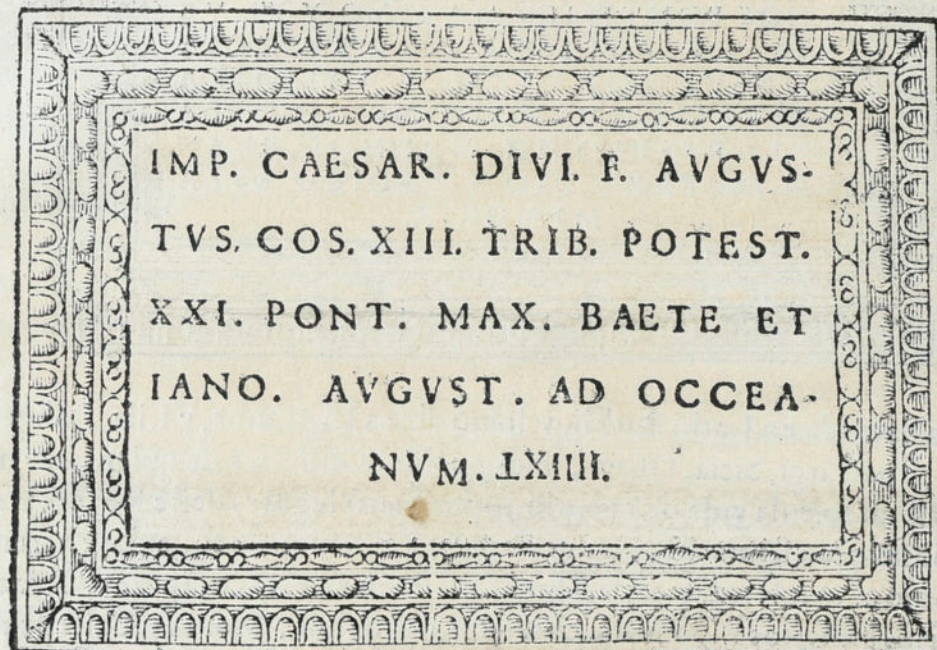 IMP. CAESAR. DIVI. F. AVGVS-
TVS. COS. XIII. TRIB. POTEST.
XXI. PONT. MAX. BAETE ET
IANO. AVGVST. AD OCCEA-
NVM. LXIIII.